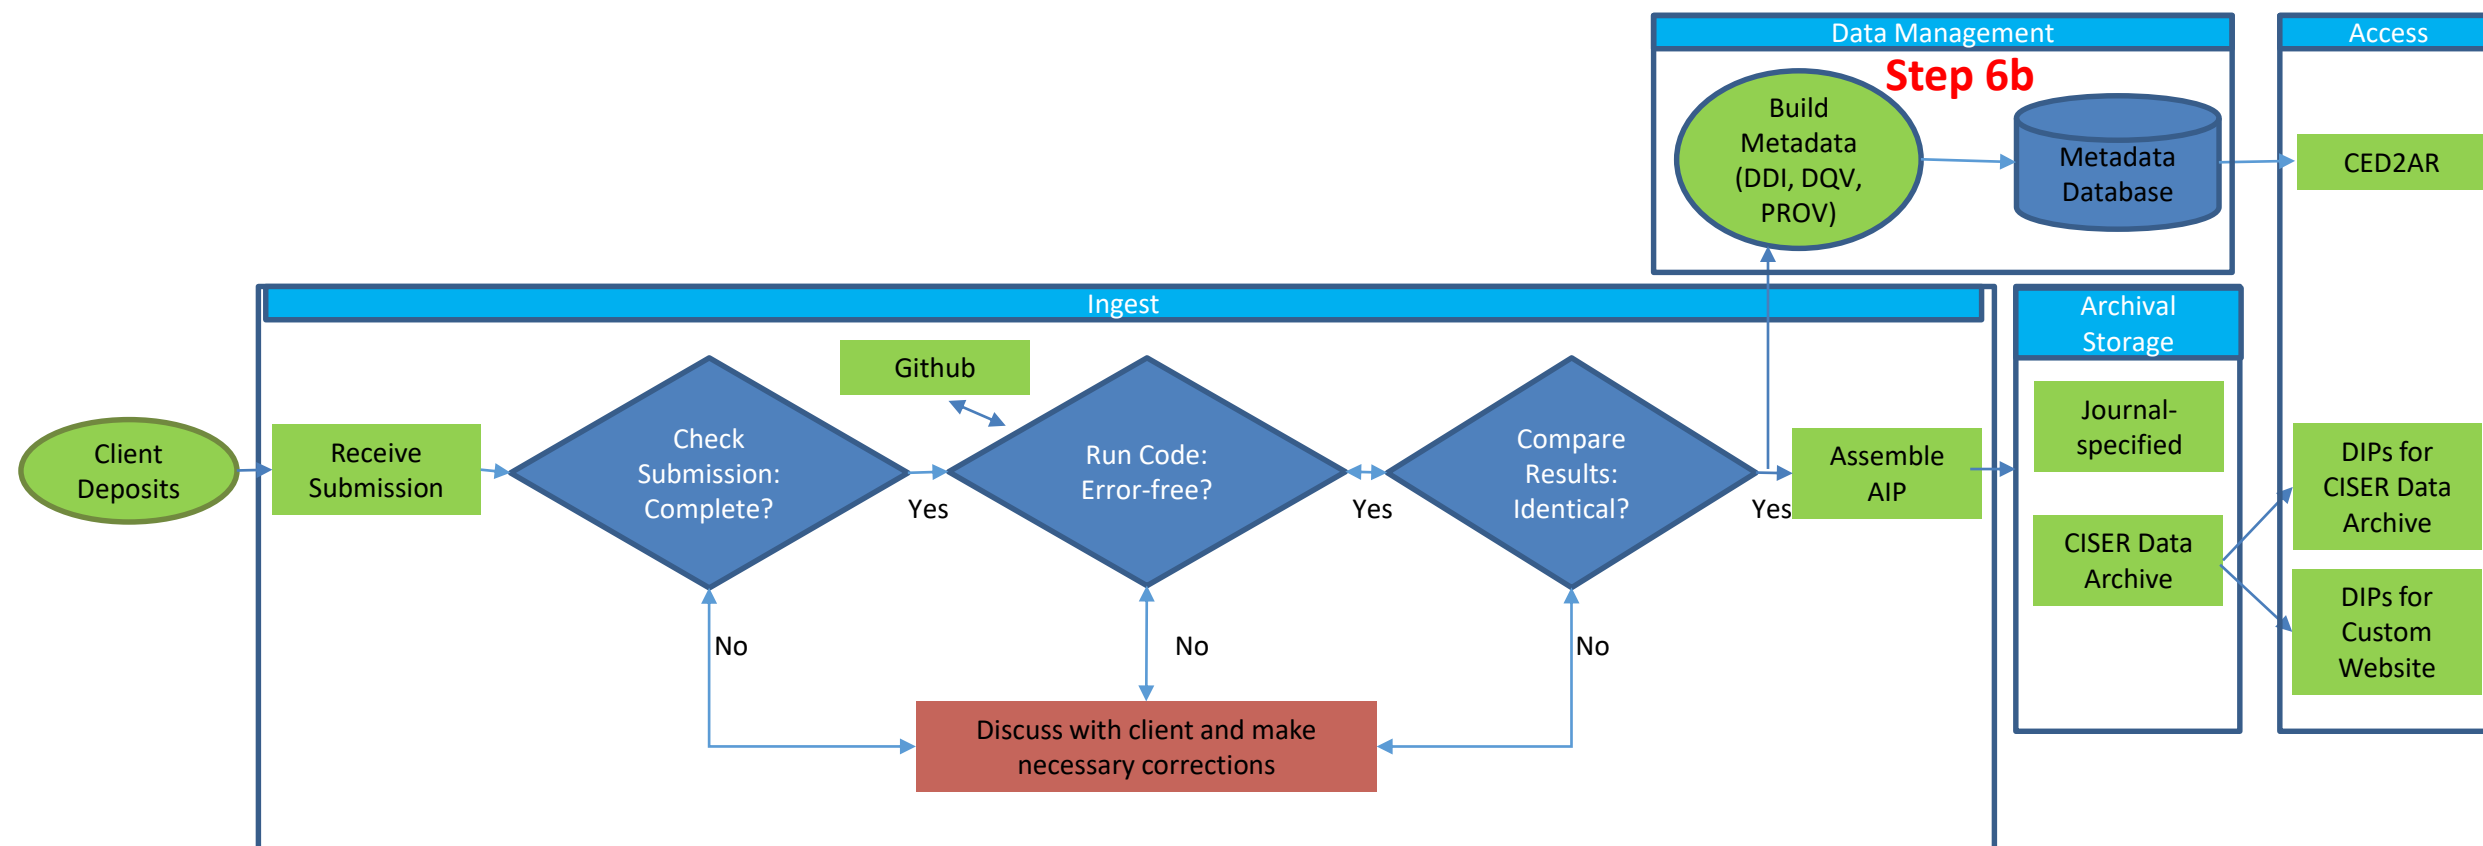 Data Management
Access
Step 6b
Build
Metadata
(DDI, DQV,
PROV)
Metadata
Database
CED2AR
Ingest
Archival
Storage
Github
Client
Deposits
Receive
Submission
Check
Submission:
Complete?
Yes
Run Code:
Error-free?
Yes
Compare
Results:
Identical?
Yes
Assemble
AIP
Journal-
specified
CISER Data
Archive
DIPs for
CISER Data
Archive
DIPs for
Custom
Website
No
No
No
Discuss with client and make
necessary corrections